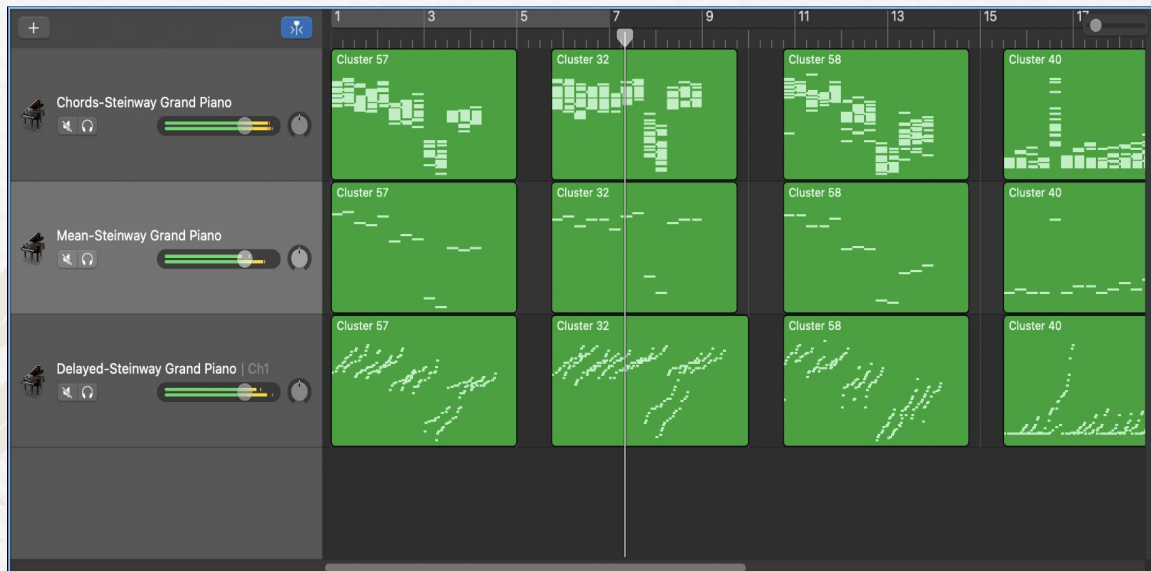 1 3 5 7 9 11 13 15 17
Cluster 57 Cluster 32 Cluster 58 Cluster 40
Chords-Steinway Grand Piano
Cluster 57 Cluster 32 Cluster 58 Cluster 40
Mean-Steinway Grand Piano
Cluster 57 Cluster 32 Cluster 58 Cluster 40
Delayed-Steinway Grand Piano | Ch1